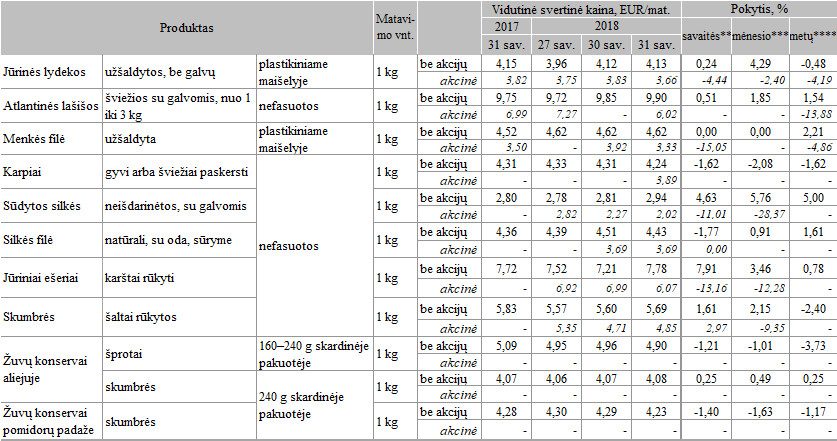 Produktas Matavimo vnt. Vidutinė svertinė kaina, EUR/mat. Pokytis, %
2017 2018 savaitės** mėnesio*** metų****
31 sav. 27 sav. 30 sav. 31 sav.
Jūrinės lydekos užšaldytos, be galvų plastikiniame maišelyje 1 kg be akcijų 4,15 3,96 4,12 4,13 0,24 4,29 -0,48
akcinė 3,82 3,75 3,83 3,66 -4,44 -2,40 -4,19
Atlantinės lašišos šviežios su galvomis, nuo 1 iki 3 kg nefasuotos 1 kg be akcijų 9,75 9,72 9,85 9,90 0,51 1,85 1,54
akcinė 6,99 7,27 - 6,02 - - -13,88
Menkės filė užšaldyta plastikiniame maišelyje 1 kg be akcijų 4,52 4,62 4,62 4,62 0,00 0,00 2,21
akcinė 3,50 - 3,92 3,33 -15,05 - -4,86
Karpiai gyvi arba šviežiai paskersti nefasuotos 1 kg be akcijų 4,31 4,33 4,31 4,24 -1,62 -2,08 -1,62
akcinė - - - 3,89 - - -
Sūdytos silkės neišdarinėtos, su galvomis 1 kg be akcijų 2,80 2,78 2,81 2,94 4,63 5,76 5,00
akcinė - 2,82 2,27 2,02 -11,01 -28,37 -
Silkės filė natūrali, su oda, sūryme 1 kg be akcijų 4,36 4,39 4,51 4,43 -1,77 0,91 1,61
akcinė - - 3,69 3,69 0,00 - -
Jūriniai ešeriai karštai rūkyti 1 kg be akcijų 7,72 7,52 7,21 7,78 7,91 3,46 0,78
akcinė - 6,92 6,99 6,07 -13,16 -12,28 -
Skumbrės šaltai rūkytos 1 kg be akcijų 5,83 5,57 5,60 5,69 1,61 2,15 -2,40
akcinė - 5,35 4,71 4,85 2,97 -9,35 -
Žuvų konservai aliejuje šprotai 160–240 g skardinėje pakuotėje 1 kg be akcijų 5,09 4,95 4,96 4,90 -1,21 -1,01 -3,73
akcinė - - - - - - -
skumbrės 240 g skardinėje pakuotėje 1 kg be akcijų 4,07 4,06 4,07 4,08 0,25 0,49 0,25
akcinė - - - - - - -
Žuvų konservai pomidorų padaže skumbrės 1 kg be akcijų 4,28 4,30 4,29 4,23 -1,40 -1,63 -1,17
akcinė - - - - - - -